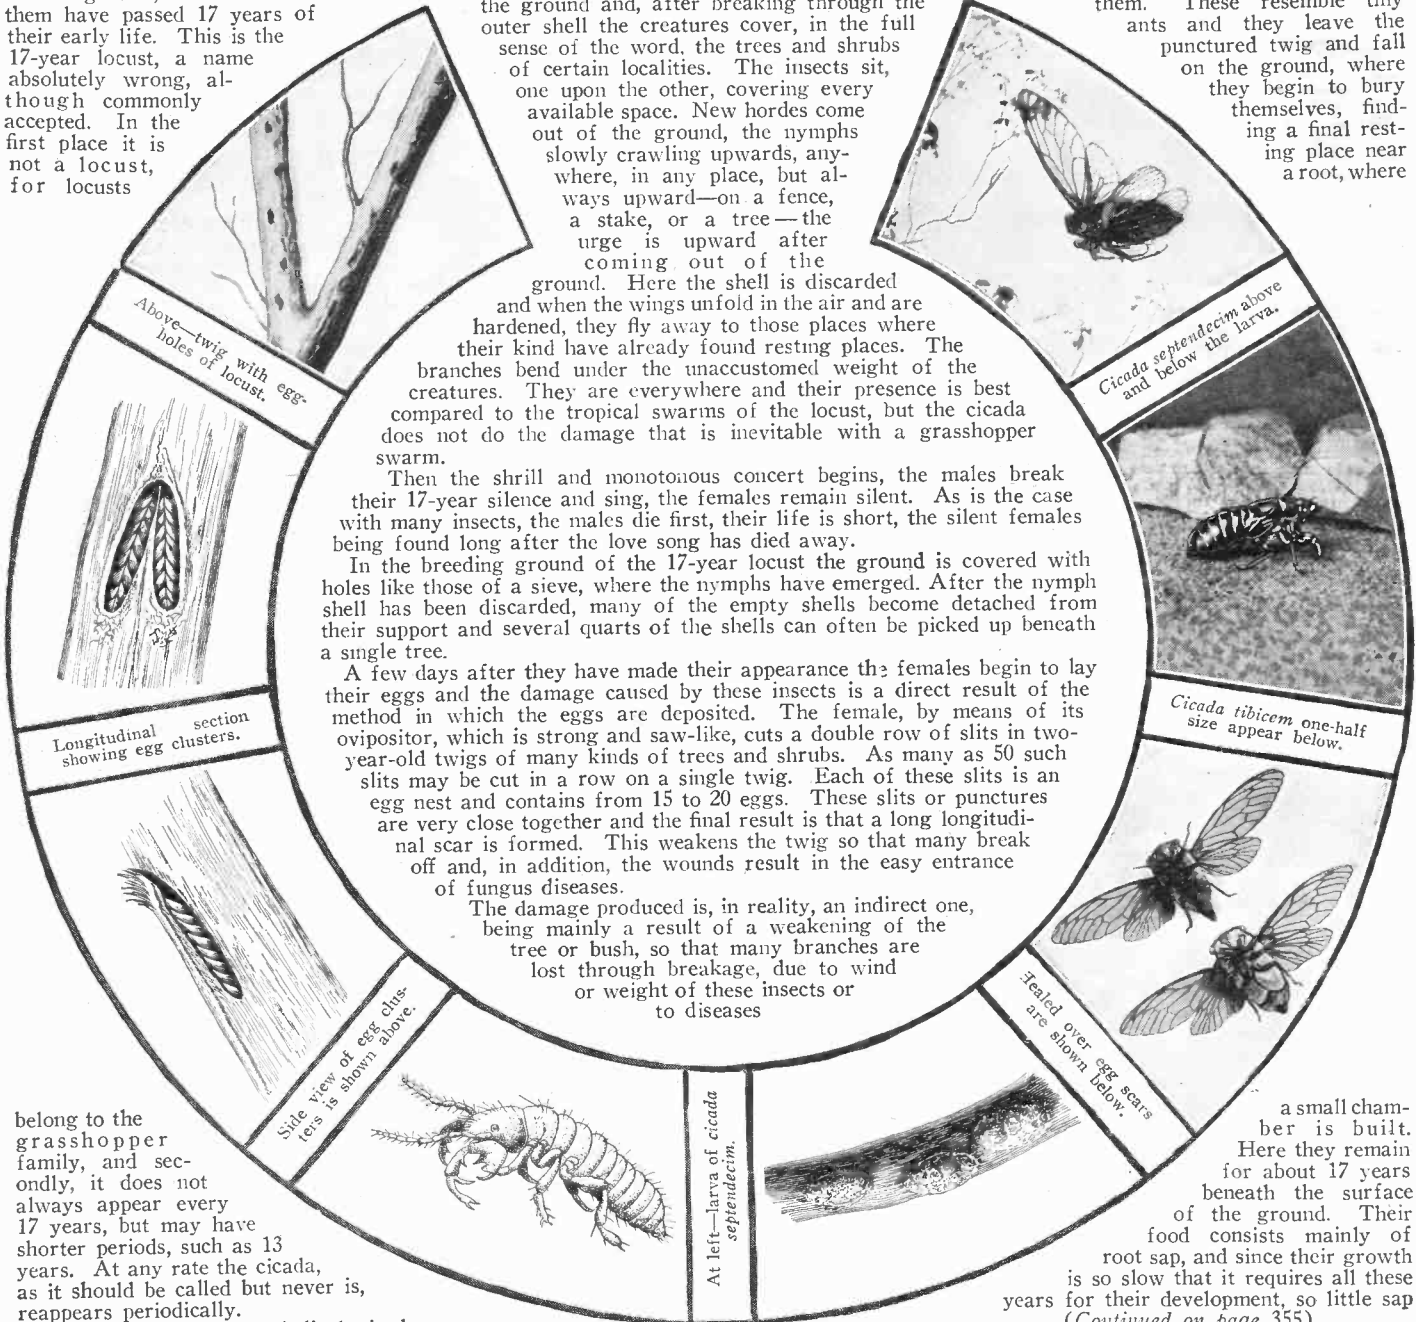 them have passed 17 years of
their early life. This is the
17-year locust, a name
absolutely wrong, al-
though commonly
accepted. In the
first place it is
not a locust,
for locusts
belong to the
grasshopper
family, and sec-
ondly, it does not
always appear every
17 years, but may have
shorter periods, such as 13
years. At any rate the cicada,
as it should be called but never is,
reappears periodically.
the ground and, after breaking through the
outer shell the creatures cover, in the full
sense of the word, the trees and shrubs
of certain localities. The insects sit,
one upon the other, covering every
available space. New hordes come
out of the ground, the nymphs
slowly crawling upwards, any-
where, in any place, but al-
ways upward—on a fence,
a stake, or a tree—the
urge is upward after
coming out of the
ground. Here the shell is discarded
and when the wings unfold in the air and are
hardened, they fly away to those places where
their kind have already found resting places. The
branches bend under the unaccustomed weight of the
creatures. They are everywhere and their presence is best
compared to the tropical swarms of the locust, but the cicada
does not do the damage that is inevitable with a grasshopper
swarm.
Then the shrill and monotonous concert begins, the males break
their 17-year silence and sing, the females remain silent. As is the case
with many insects, the males die first, their life is short, the silent females
being found long after the love song has died away.
In the breeding ground of the 17-year locust the ground is covered with
holes like those of a sieve, where the nymphs have emerged. After the nymph
shell has been discarded, many of the empty shells become detached from
their support and several quarts of the shells can often be picked up beneath
a single tree.
A few days after they have made their appearance the females begin to lay
their eggs and the damage caused by these insects is a direct result of the
method in which the eggs are deposited. The female, by means of its
ovipositor, which is strong and saw-like, cuts a double row of slits in two-
year-old twigs of many kinds of trees and shrubs. As many as 50 such
slits may be cut in a row on a single twig. Each of these slits is an
egg nest and contains from 15 to 20 eggs. These slits or punctures
are very close together and the final result is that a long longitudi-
nal scar is formed. This weakens the twig so that many break
off and, in addition, the wounds result in the easy entrance
of fungus diseases.
The damage produced is, in reality, an indirect one,
being mainly a result of a weakening of the
tree or bush, so that many branches are
lost through breakage, due to wind
or weight of these insects or
to diseases
them. These resemble tiny
ants and they leave the
punctured twig and fall
on the ground, where
they begin to bury
themselves, find-
ing a final rest-
ing place near
a root, where
a small cham-
ber is built.
Here they remain
for about 17 years
beneath the surface
of the ground. Their
food consists mainly of
root sap, and since their growth
is so slow that it requires all these
years for their development, so little sap
(Continued on page 355)
Above—twig with egg-
holes of locust.
Longitudinal section
showing egg clusters.
Side view of egg clus-
ters is shown above.
At left—larva of cicada
septendecim.
Healed over egg scars
are shown below.
Cicada tibicem one-half
size appear below.
Cicada septendecim above
and below the larva.